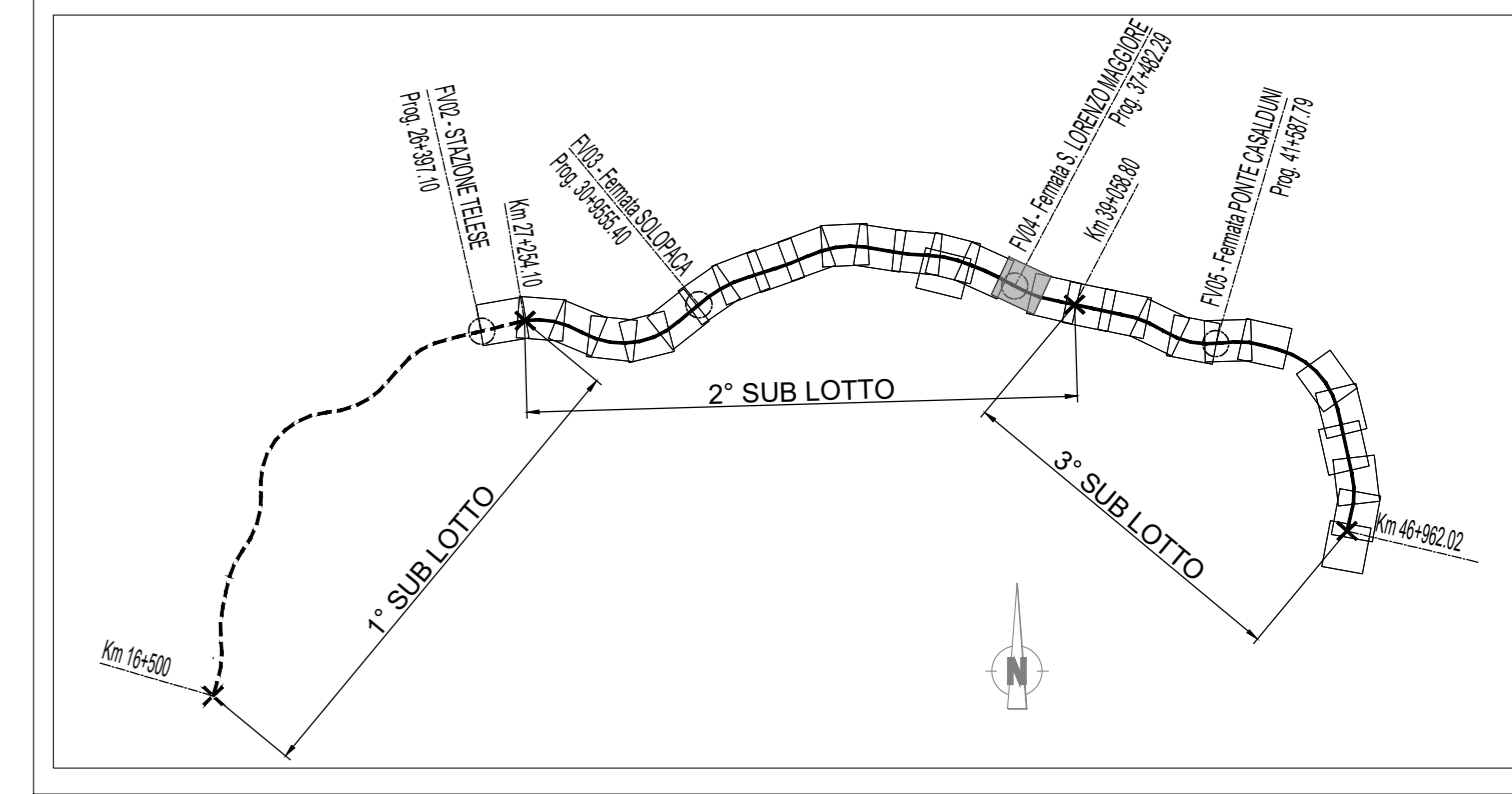 FV02 - STAZIONE TELESE
Prog. 26+397.10
Km 27+254.10
FV03 - Fermata SOLOPACA
Prog. 30+9555.40
FV04 - Fermata S. LORENZO MAGGIORE
Prog. 37+482.29
Km 39+058.80
FV05 - Fermata PONTE CASALDUNI
Prog. 41+587.79
2° SUB LOTTO
1° SUB LOTTO
3° SUB LOTTO
Km 46+962.02
Km 16+500
N